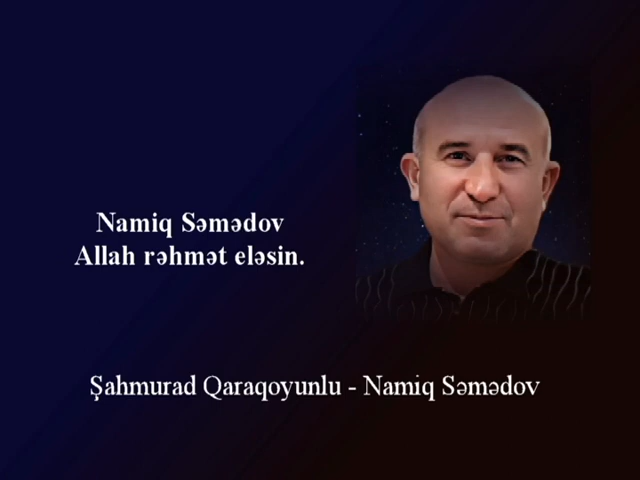 Namiq Səmədov
Allah rəhmət eləsin.
Şahmurad Qaraqoyunlu - Namiq Səmədov